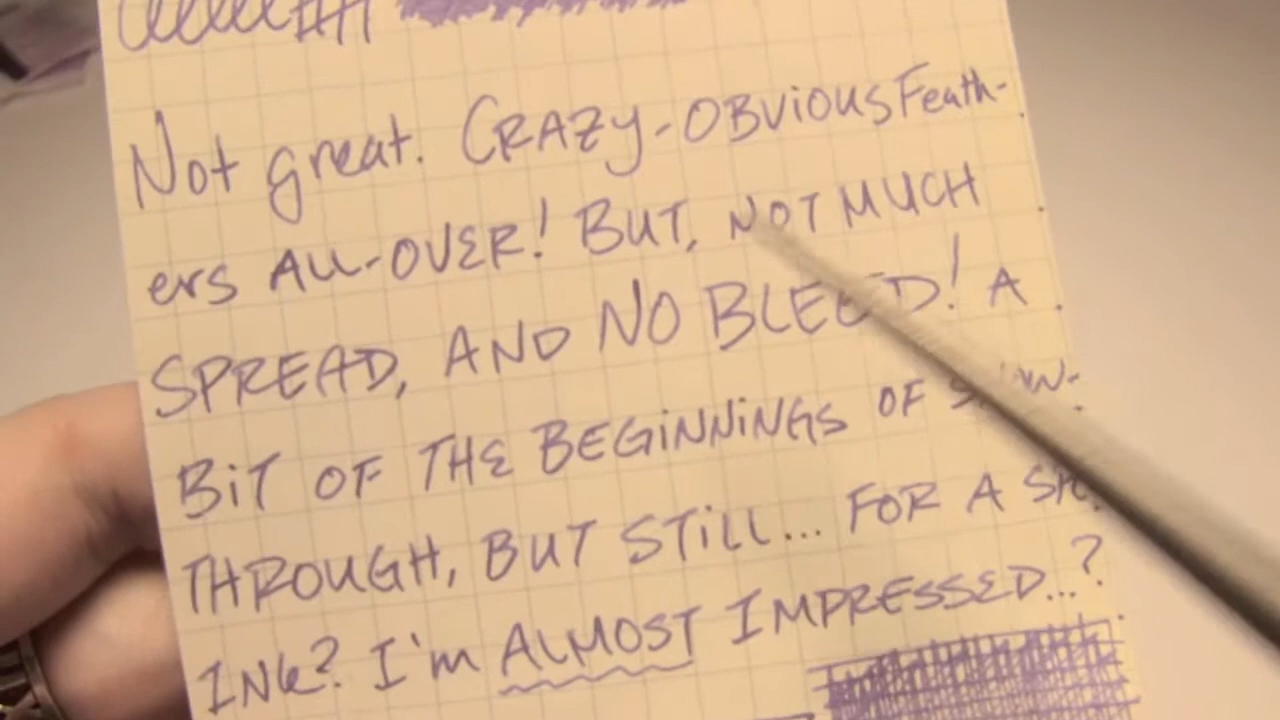 Not great. CRAZY-OBViOUS Feath-
ers ALL-OVER! BUT, NOT MUCH
SPREAD, AND NO BLEED! A
BiT OF THE BEGiNNiNGS OF
THROUGH, BUT STiLL... FOR A
INK? I'm ALMOST IMPRESSED...?